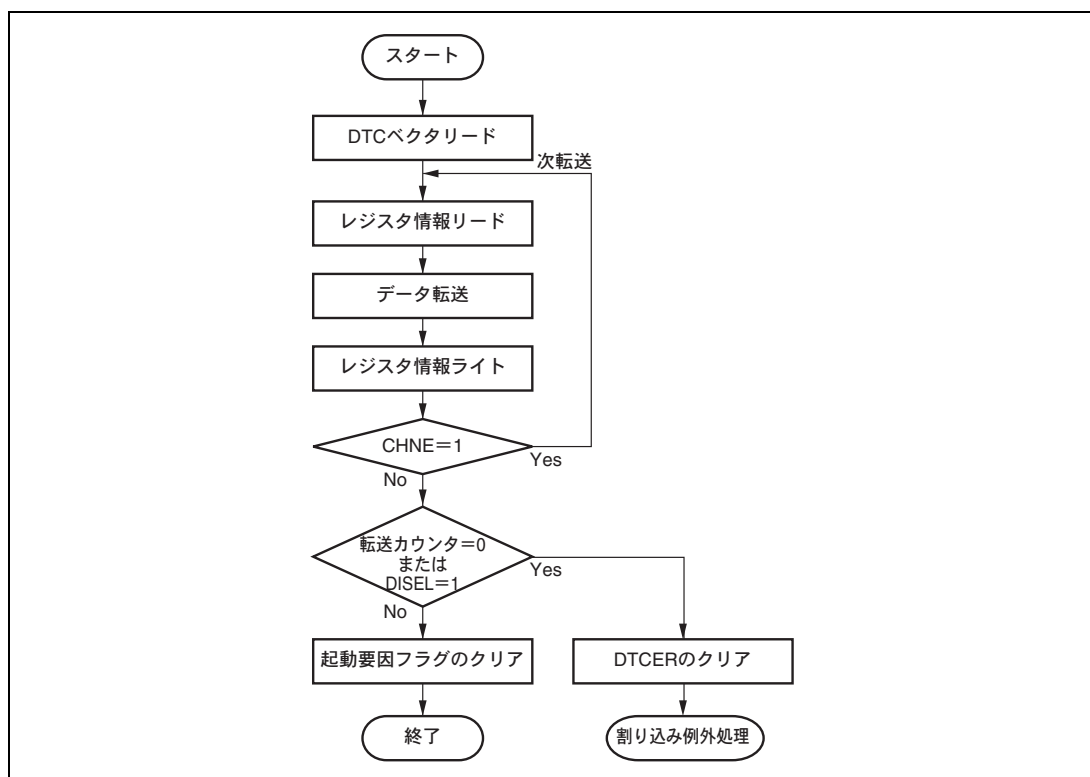 スタート
DTCベクタリード
次転送
レジスタ情報リード
データ転送
レジスタ情報ライト
CHNE＝1
Yes
No
転送カウンタ＝0
または
DISEL＝1
Yes
No
起動要因フラグのクリア
DTCERのクリア
終了
割り込み例外処理